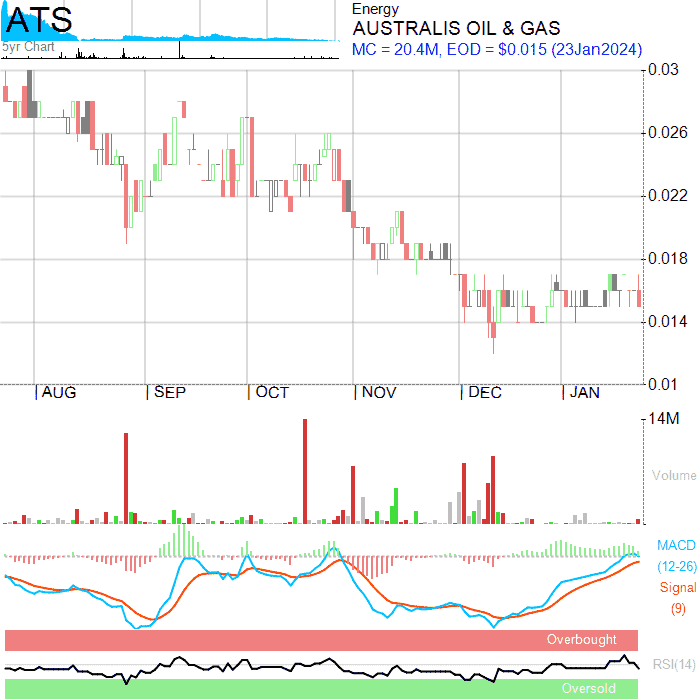 ATS
5yr Chart
Energy
AUSTRALIS OIL & GAS
MC = 20.4M, EOD = $0.015 (23Jan2024)
0.03
0.026
0.022
0.018
0.014
0.01
AUG SEP OCT NOV DEC JAN
14M
Volume
MACD
(12-26)
Signal
(9)
Overbought
RSI(14)
Oversold